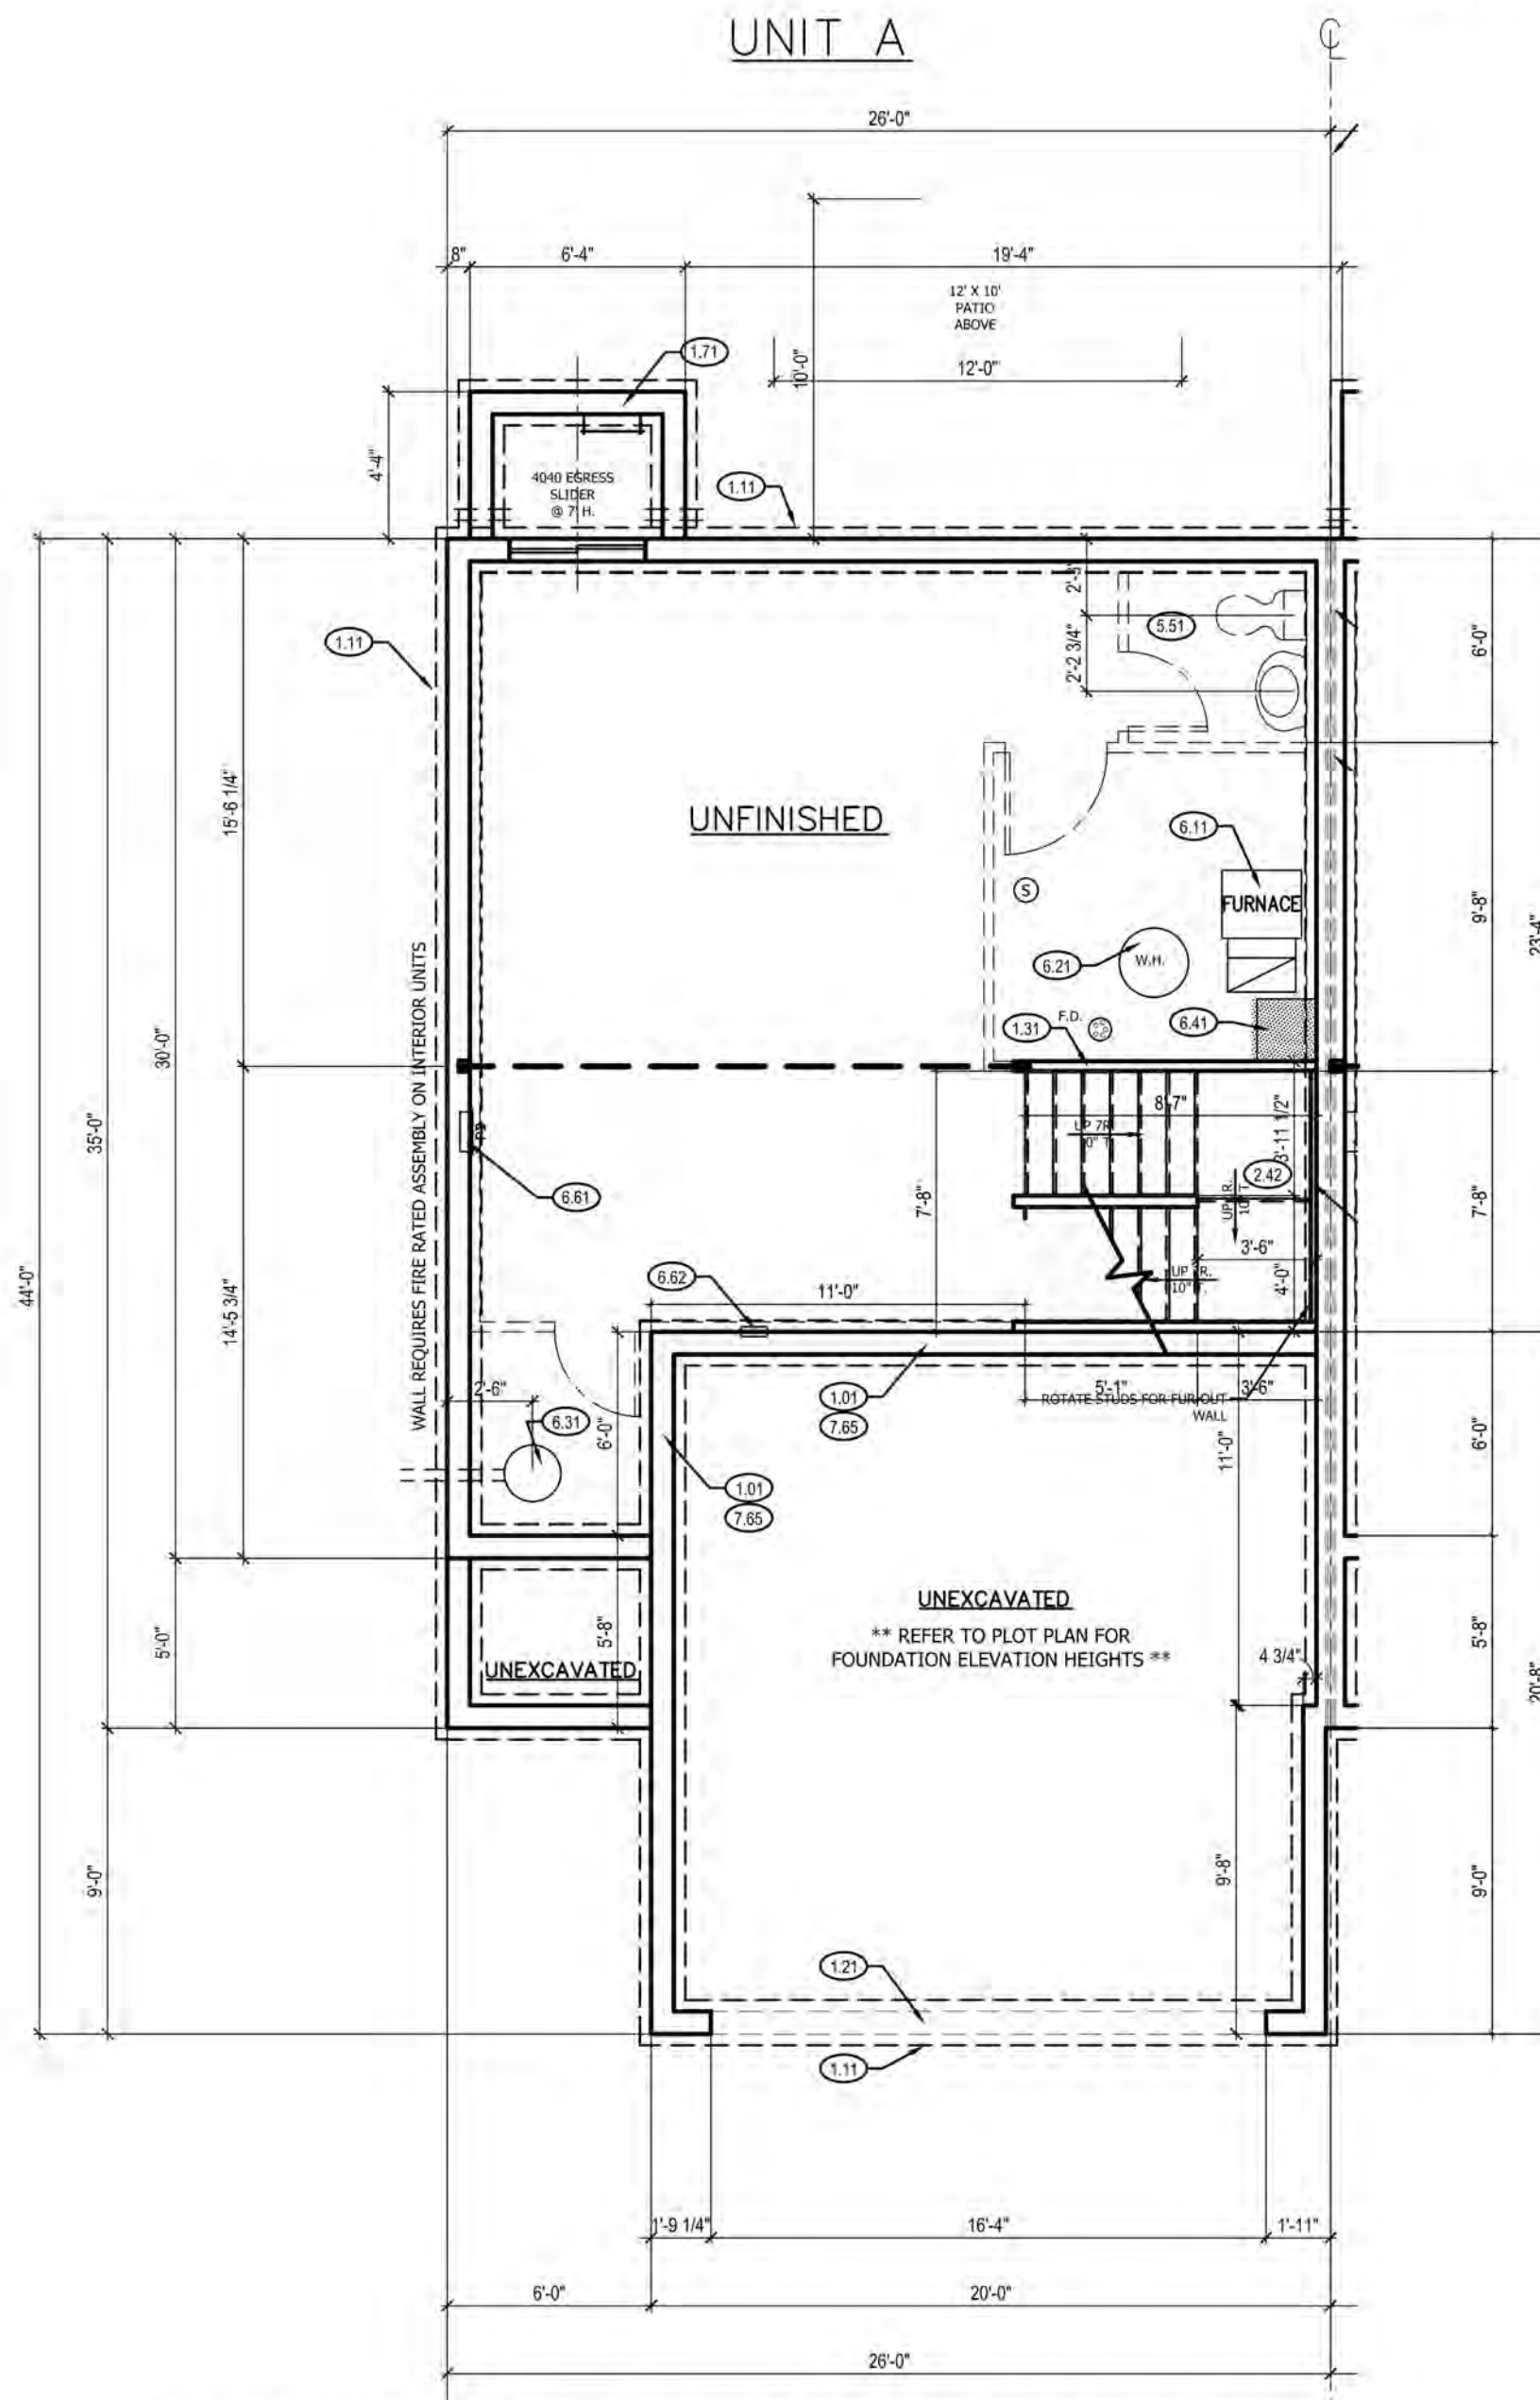 UNIT A
26'-0"
8"
6'-4"
19'-4"
12' X 10'
PATIO
ABOVE
1.71
10'-0"
12'-0"
4'-4"
4040 EGRESS
SLIDER
@ 7' H.
1.11
1.11
5.51
2'-2 3/4"
6'-0"
15'-6 1/4"
UNFINISHED
6.11
S
FURNACE
9'-8"
23'-4"
6.21
W.H.
WALL REQUIRES FIRE RATED ASSEMBLY ON INTERIOR UNITS
30'-0"
1.31
F.D.
6.41
35'-0"
8'-7"
UP 7R.
3'-11 1/2"
2.42
6.61
7'-8"
7'-8"
3'-6"
44'-0"
14'-5 3/4"
6.62
11'-0"
UP
4'-0"
2'-6"
6.31
6'-0"
1.01
7.65
5'-1"
3'-6"
ROTATE STUDS FOR FUR OUT
WALL
11'-0"
6'-0"
1.01
7.65
UNEXCAVATED
** REFER TO PLOT PLAN FOR
FOUNDATION ELEVATION HEIGHTS **
5'-0"
5'-8"
UNEXCAVATED
4 3/4"
5'-8"
20'-8"
9'-0"
9'-8"
9'-0"
1.21
1.11
1'-9 1/4"
16'-4"
1'-11"
6'-0"
20'-0"
26'-0"